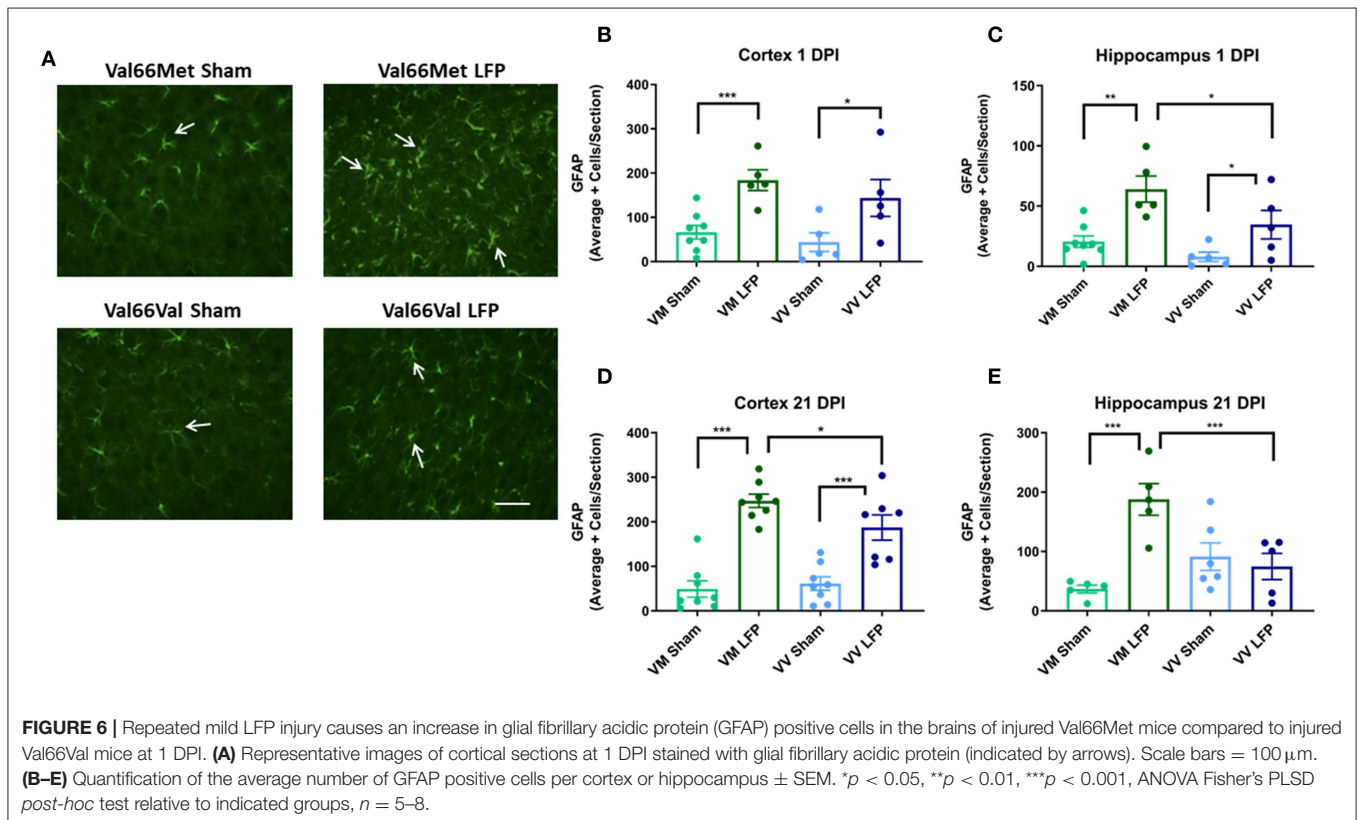 A
Val66Met Sham
Val66Met LFP
Val66Val Sham
Val66Val LFP
B
Cortex 1 DPI
GFAP
(Average + Cells/Section)
400
300
200
100
0
***
*
VM Sham
VM LFP
VV Sham
VV LFP
C
Hippocampus 1 DPI
GFAP
(Average + Cells/Section)
150
100
50
0
**
*
*
VM Sham
VM LFP
VV Sham
VV LFP
D
Cortex 21 DPI
GFAP
(Average + Cells/Section)
400
300
200
100
0
***
*
***
VM Sham
VM LFP
VV Sham
VV LFP
E
Hippocampus 21 DPI
GFAP
(Average + Cells/Section)
300
200
100
0
***
***
VM Sham
VM LFP
VV Sham
VV LFP
FIGURE 6 | Repeated mild LFP injury causes an increase in glial fibrillary acidic protein (GFAP) positive cells in the brains of injured Val66Met mice compared to injured
Val66Val mice at 1 DPI. (A) Representative images of cortical sections at 1 DPI stained with glial fibrillary acidic protein (indicated by arrows). Scale bars = 100 μm.
(B–E) Quantification of the average number of GFAP positive cells per cortex or hippocampus ± SEM. *p < 0.05, **p < 0.01, ***p < 0.001, ANOVA Fisher's PLSD
post-hoc test relative to indicated groups, n = 5–8.